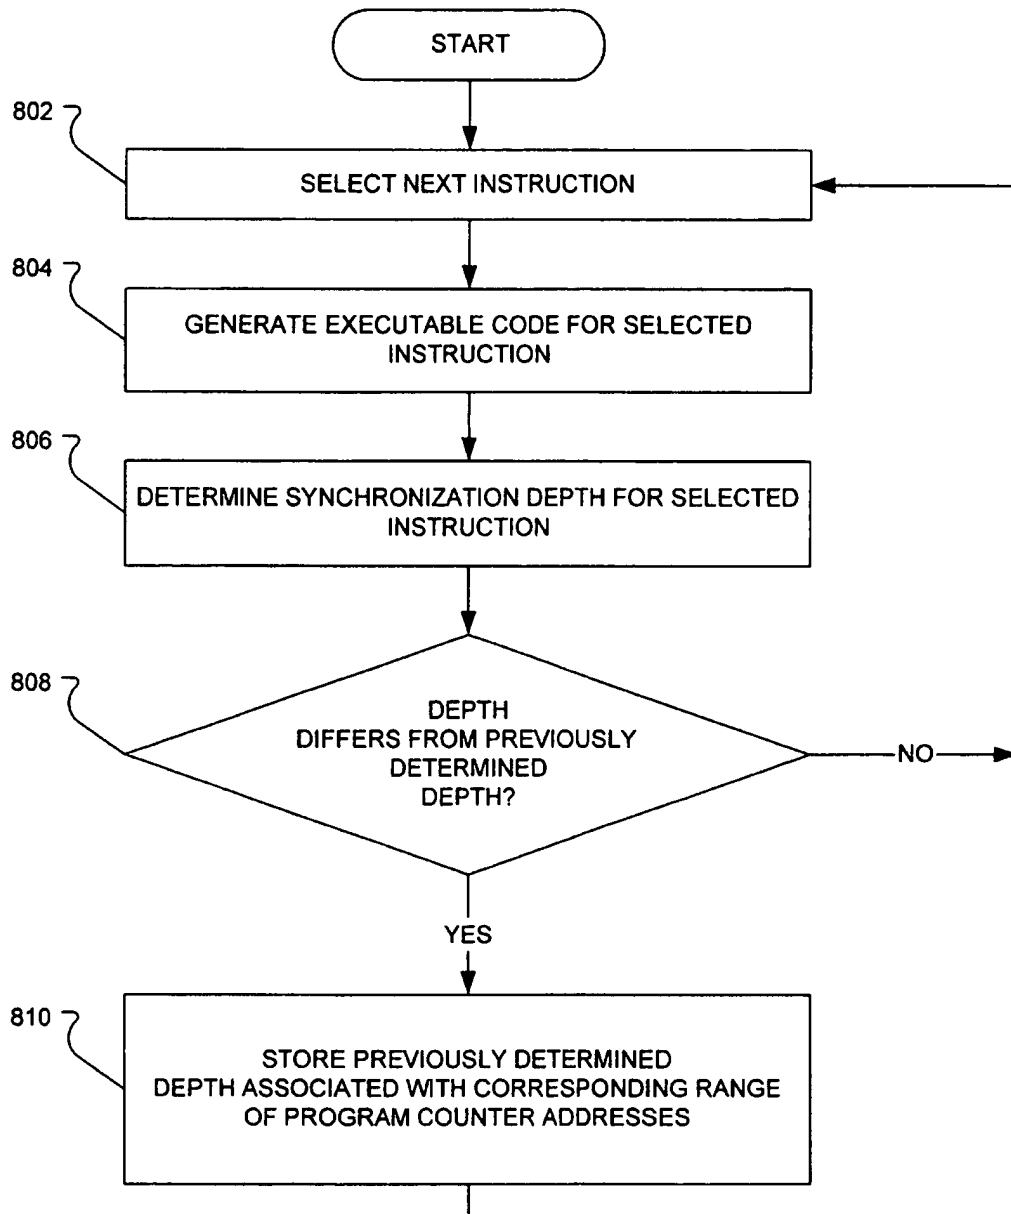 START
802
SELECT NEXT INSTRUCTION
804
GENERATE EXECUTABLE CODE FOR SELECTED
INSTRUCTION
806
DETERMINE SYNCHRONIZATION DEPTH FOR SELECTED
INSTRUCTION
808
DEPTH
DIFFERS FROM PREVIOUSLY
DETERMINED
DEPTH?
NO
YES
810
STORE PREVIOUSLY DETERMINED
DEPTH ASSOCIATED WITH CORRESPONDING RANGE
OF PROGRAM COUNTER ADDRESSES